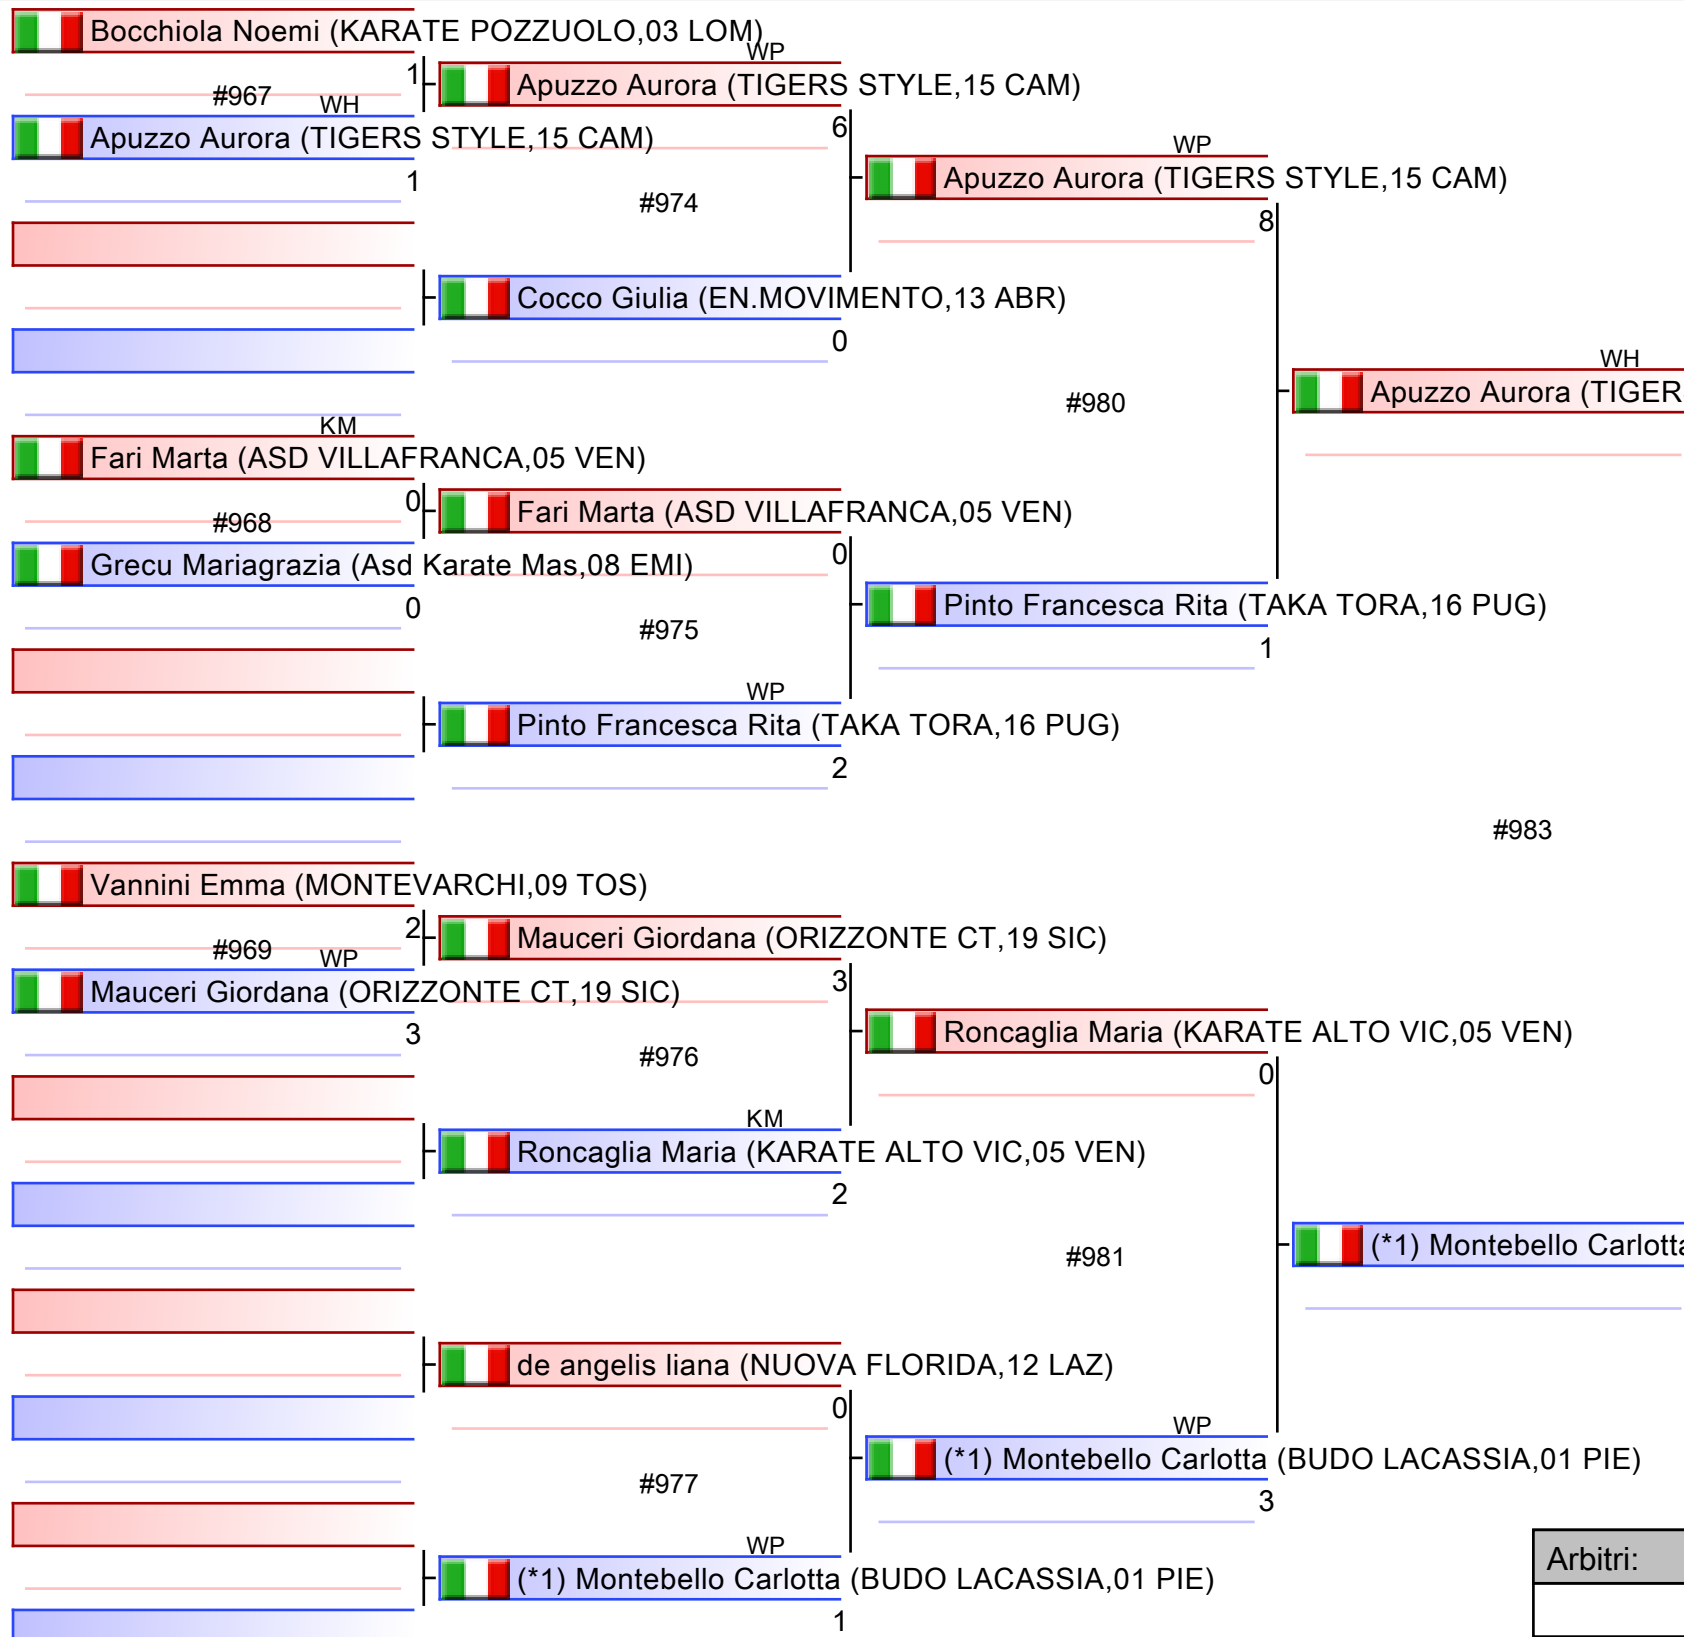 Bocchiola Noemi (KARATE POZZUOLO,03 LOM)
1
#967
WH
Apuzzo Aurora (TIGERS STYLE,15 CAM)
1
WP
Apuzzo Aurora (TIGERS STYLE,15 CAM)
6
#974
Cocco Giulia (EN.MOVIMENTO,13 ABR)
0
WP
Apuzzo Aurora (TIGERS STYLE,15 CAM)
8
#980
WH
Apuzzo Aurora (TIGER
KM
Fari Marta (ASD VILLAFRANCA,05 VEN)
0
#968
Grecu Mariagrazia (Asd Karate Mas,08 EMI)
0
Fari Marta (ASD VILLAFRANCA,05 VEN)
0
#975
WP
Pinto Francesca Rita (TAKA TORA,16 PUG)
2
Pinto Francesca Rita (TAKA TORA,16 PUG)
1
#983
Vannini Emma (MONTEVARCHI,09 TOS)
2
#969
WP
Mauceri Giordana (ORIZZONTE CT,19 SIC)
3
Mauceri Giordana (ORIZZONTE CT,19 SIC)
3
#976
KM
Roncaglia Maria (KARATE ALTO VIC,05 VEN)
2
Roncaglia Maria (KARATE ALTO VIC,05 VEN)
0
#981
(*1) Montebello Carlotta
de angelis liana (NUOVA FLORIDA,12 LAZ)
0
#977
WP
(*1) Montebello Carlotta (BUDO LACASSIA,01 PIE)
1
WP
(*1) Montebello Carlotta (BUDO LACASSIA,01 PIE)
3
Arbitri: